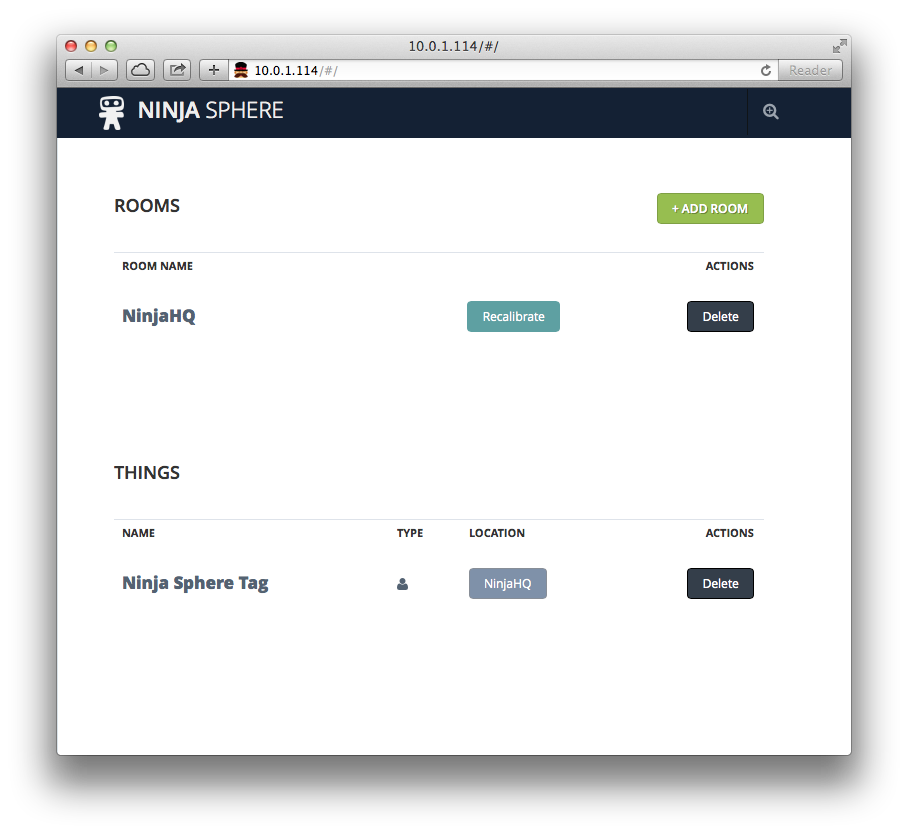 10.0.1.114/#/
10.0.1.114/#/
Reader
NINJA SPHERE
ROOMS
+ ADD ROOM
ROOM NAME
ACTIONS
NinjaHQ
Recalibrate
Delete
THINGS
NAME
TYPE
LOCATION
ACTIONS
Ninja Sphere Tag
NinjaHQ
Delete